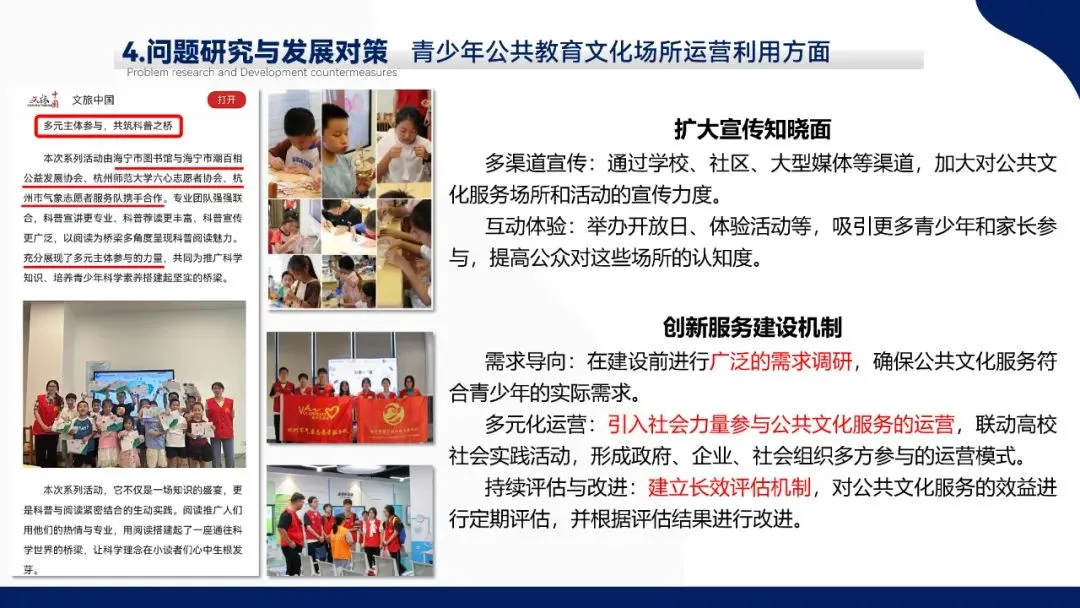 4.问题研究与发展对策 青少年公共教育文化场所运营利用方面
Problem research and Development countermeasures
文旅中国 打开
多元主体参与，共筑科普之桥
本次系列活动由海宁市图书馆与海宁市潮百相
公益发展协会、杭州师范大学六心志愿者协会、杭
州市气象志愿者服务队携手合作。专业团队强强联
合，科普宣讲更专业、科普荐读更丰富、科普宣传
更广泛，以阅读为桥梁多角度呈现科普阅读魅力。
充分展现了多元主体参与的力量，共同为推广科学
知识、培养青少年科学素养搭建起坚实的桥梁。
本次系列活动，它不仅是一场知识的盛宴，更
是科普与阅读紧密结合的生动实践。阅读推广人们
用他们的热情与专业，用阅读搭建起了一座通往科
学世界的桥梁，让科学理念在小读者们心中生根发
芽。
扩大宣传知晓面
多渠道宣传：通过学校、社区、大型媒体等渠道，加大对公共文
化服务场所和活动的宣传力度。
互动体验：举办开放日、体验活动等，吸引更多青少年和家长参
与，提高公众对这些场所的认知度。
创新服务建设机制
需求导向：在建设前进行广泛的需求调研，确保公共文化服务符
合青少年的实际需求。
多元化运营：引入社会力量参与公共文化服务的运营，联动高校
社会实践活动，形成政府、企业、社会组织多方参与的运营模式。
持续评估与改进：建立长效评估机制，对公共文化服务的效益进
行定期评估，并根据评估结果进行改进。